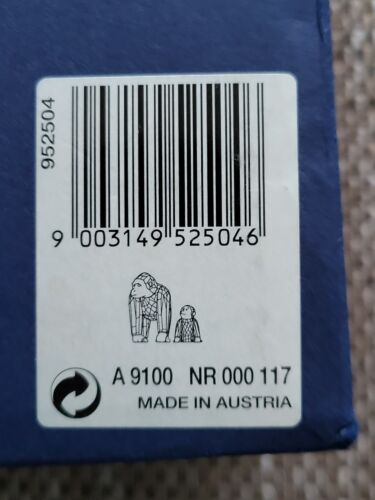 952504
9 003149 525046
A 9100 NR 000 117
MADE IN AUSTRIA